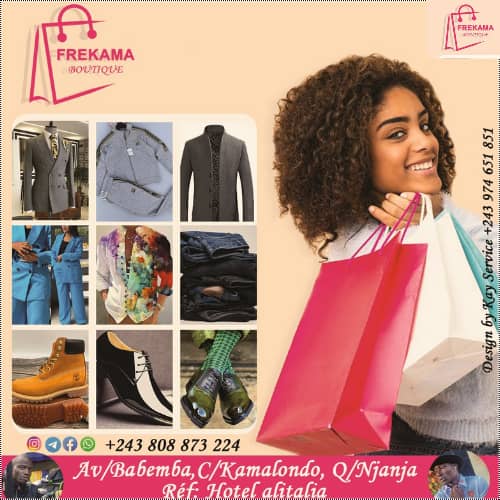 FREKAMA
BOUTIQUE
FREKAMA
BOUTIQUE
Design by Kay Service +243 974 651 851
+243 808 873 224
Av/Babemba,C/Kamalondo, Q/Njanja
Réf. Hotel alitalia